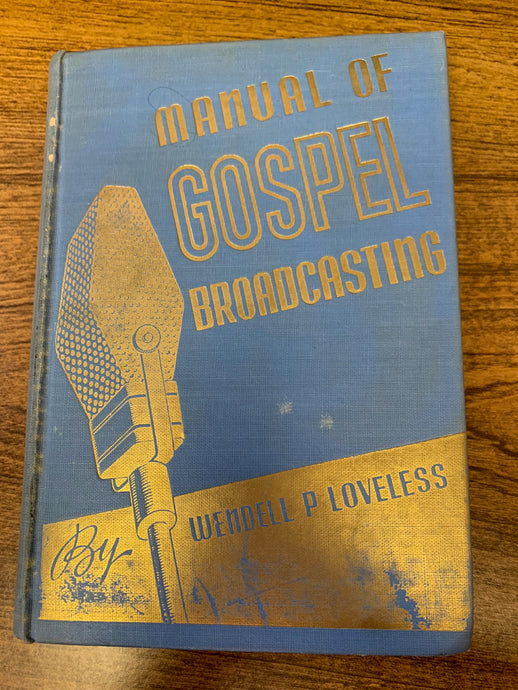 MANUAL OF
GOSPEL
BROADCASTING
By WENDELL P LOVELESS